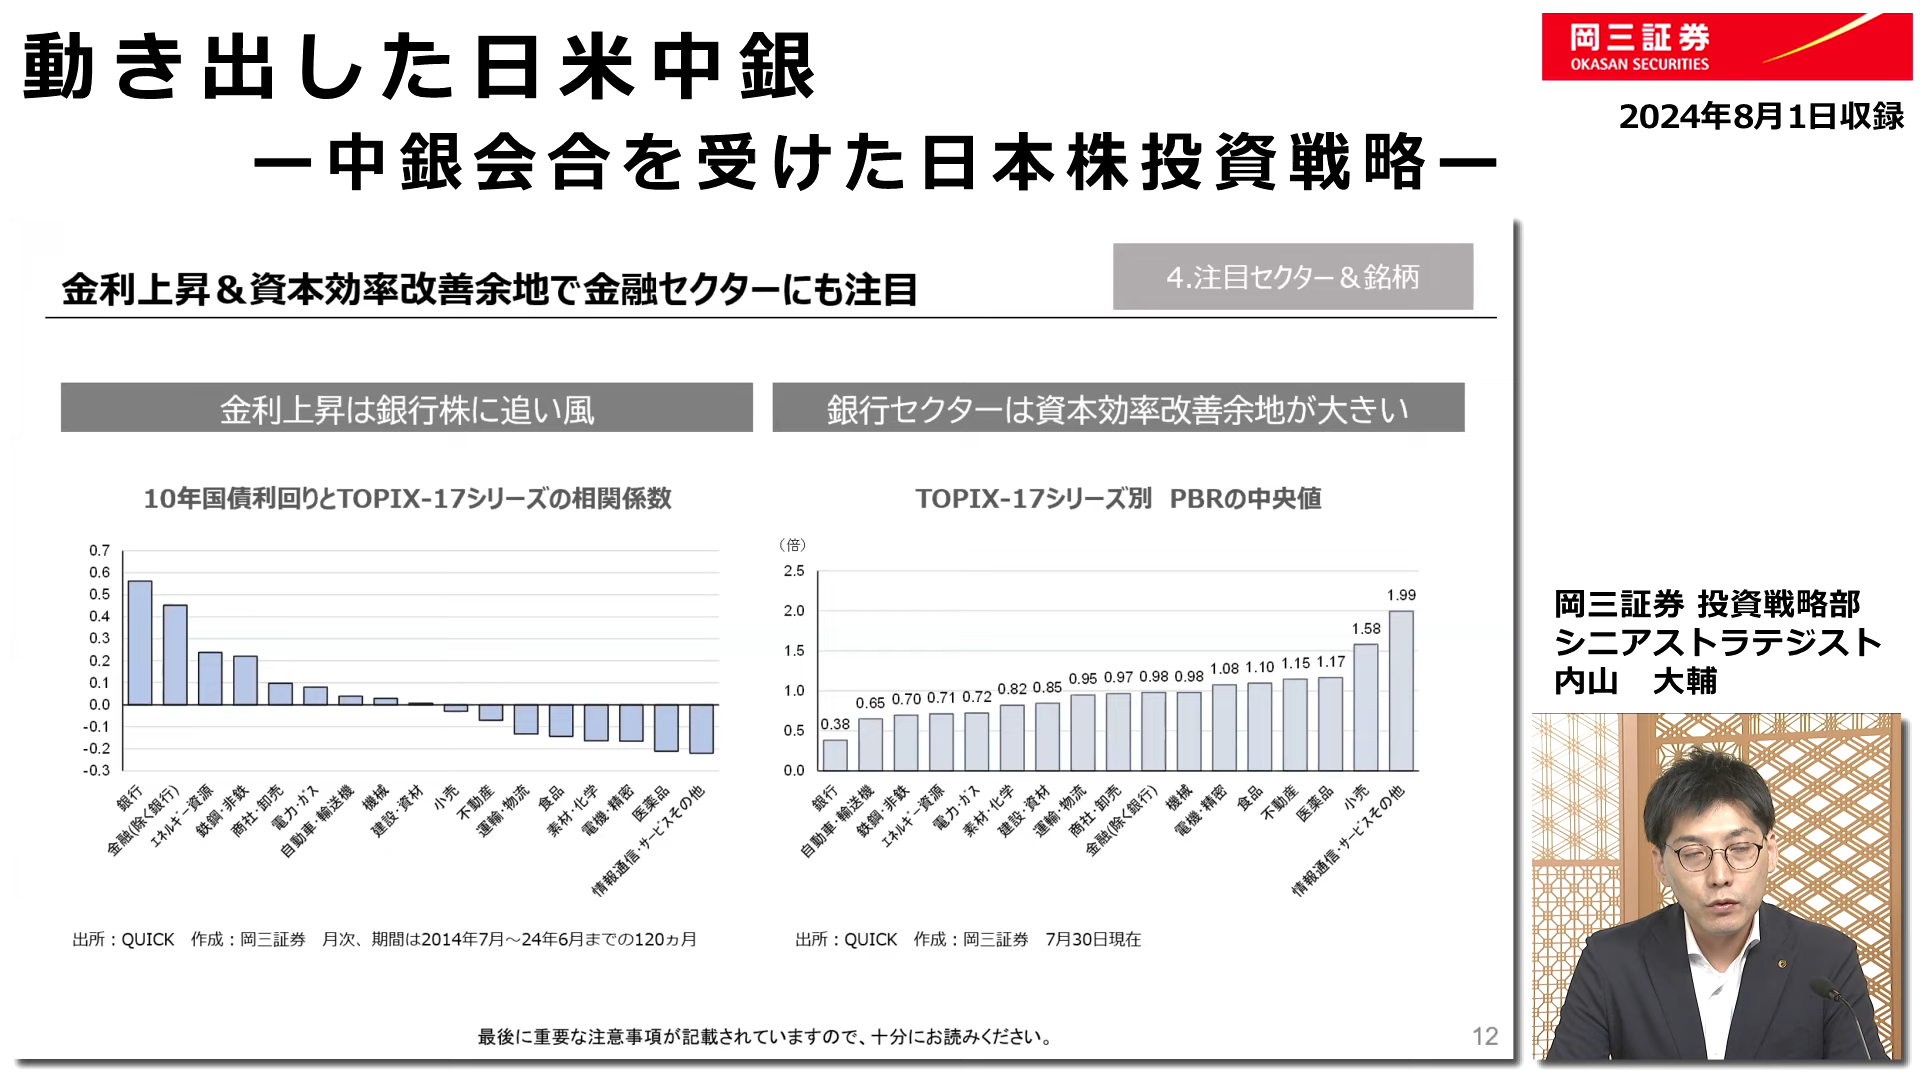 動き出した日米中銀
ー中銀会合を受けた日本株投資戦略ー
岡三証券
OKASAN SECURITIES
2024年8月1日収録
金利上昇＆資本効率改善余地で金融セクターにも注目
4.注目セクター＆銘柄
金利上昇は銀行株に追い風
銀行セクターは資本効率改善余地が大きい
10年国債利回りとTOPIX-17シリーズの相関係数
0.7
0.6
0.5
0.4
0.3
0.2
0.1
0.0
-0.1
-0.2
-0.3
銀行
金融(除く銀行)
エネルギー資源
鉄鋼・非鉄
商社・卸売
電力・ガス
自動車・輸送機
機械
建設・資材
小売
不動産
運輸・物流
食品
素材・化学
電機・精密
医薬品
情報通信・サービスその他
出所：QUICK　作成：岡三証券　月次、期間は2014年7月～24年6月までの120ヵ月
TOPIX-17シリーズ別　PBRの中央値
（倍）
2.5
2.0
1.5
1.0
0.5
0.0
0.38
0.65
0.70
0.71
0.72
0.82
0.85
0.95
0.97
0.98
0.98
1.08
1.10
1.15
1.17
1.58
1.99
銀行
自動車・輸送機
鉄鋼・非鉄
エネルギー資源
電力・ガス
素材・化学
建設・資材
運輸・物流
商社・卸売
金融(除く銀行)
機械
電機・精密
食品
不動産
医薬品
小売
情報通信・サービスその他
出所：QUICK　作成：岡三証券　7月30日現在
最後に重要な注意事項が記載されていますので、十分にお読みください。
12
岡三証券 投資戦略部
シニアストラテジスト
内山　大輔